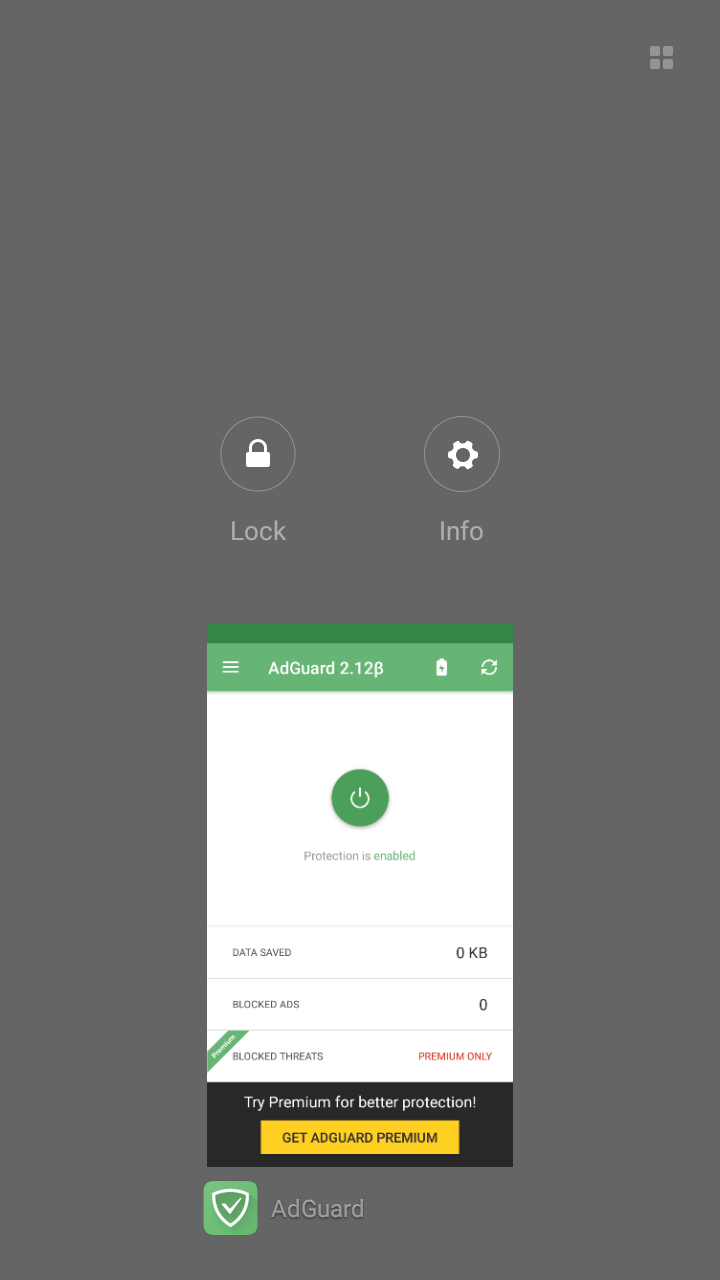 Lock
Info
AdGuard 2.12β
Protection is enabled
DATA SAVED 0 KB
BLOCKED ADS 0
Premium
BLOCKED THREATS PREMIUM ONLY
Try Premium for better protection!
GET ADGUARD PREMIUM
AdGuard